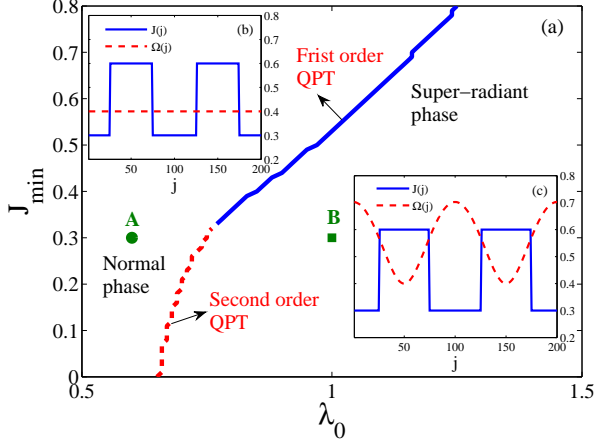 (a)
0.8
0.7
0.6
0.5
0.4
0.3
0.2
0.1
0
J_min
0.5
1
1.5
λ_0
(b)
J(j)
Ω(j)
0.8
0.7
0.6
0.5
0.4
0.3
0.2
50
100
150
200
j
Frist order
QPT
Super-radiant
phase
A
B
Normal
phase
Second order
QPT
(c)
J(j)
Ω(j)
0.8
0.7
0.6
0.5
0.4
0.3
0.2
50
100
150
200
j